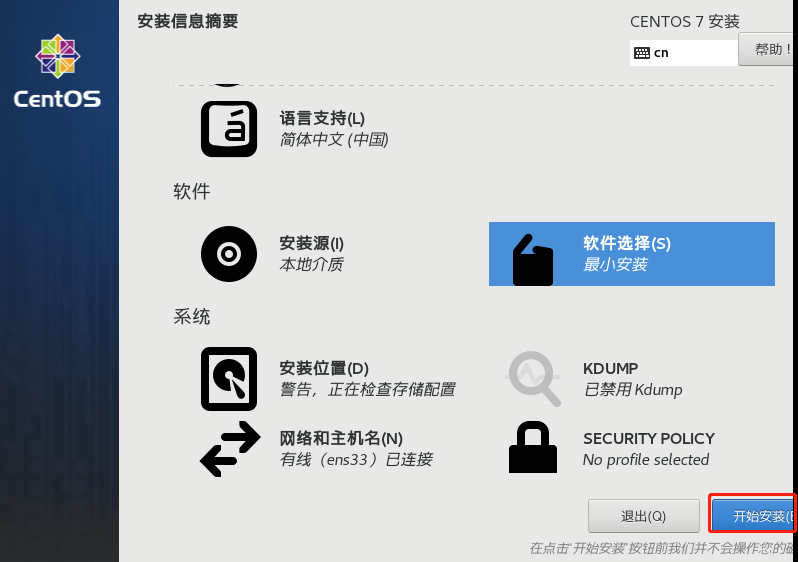 安装信息摘要
CENTOS 7 安装
cn
帮助！
CentOS
语言支持(L)
简体中文 (中国)
软件
安装源(I)
本地介质
软件选择(S)
最小安装
系统
安装位置(D)
警告，正在检查存储配置
KDUMP
已禁用 Kdump
网络和主机名(N)
有线（ens33）已连接
SECURITY POLICY
No profile selected
退出(Q)
开始安装(
在点击'开始安装'按钮前我们并不会操作您的